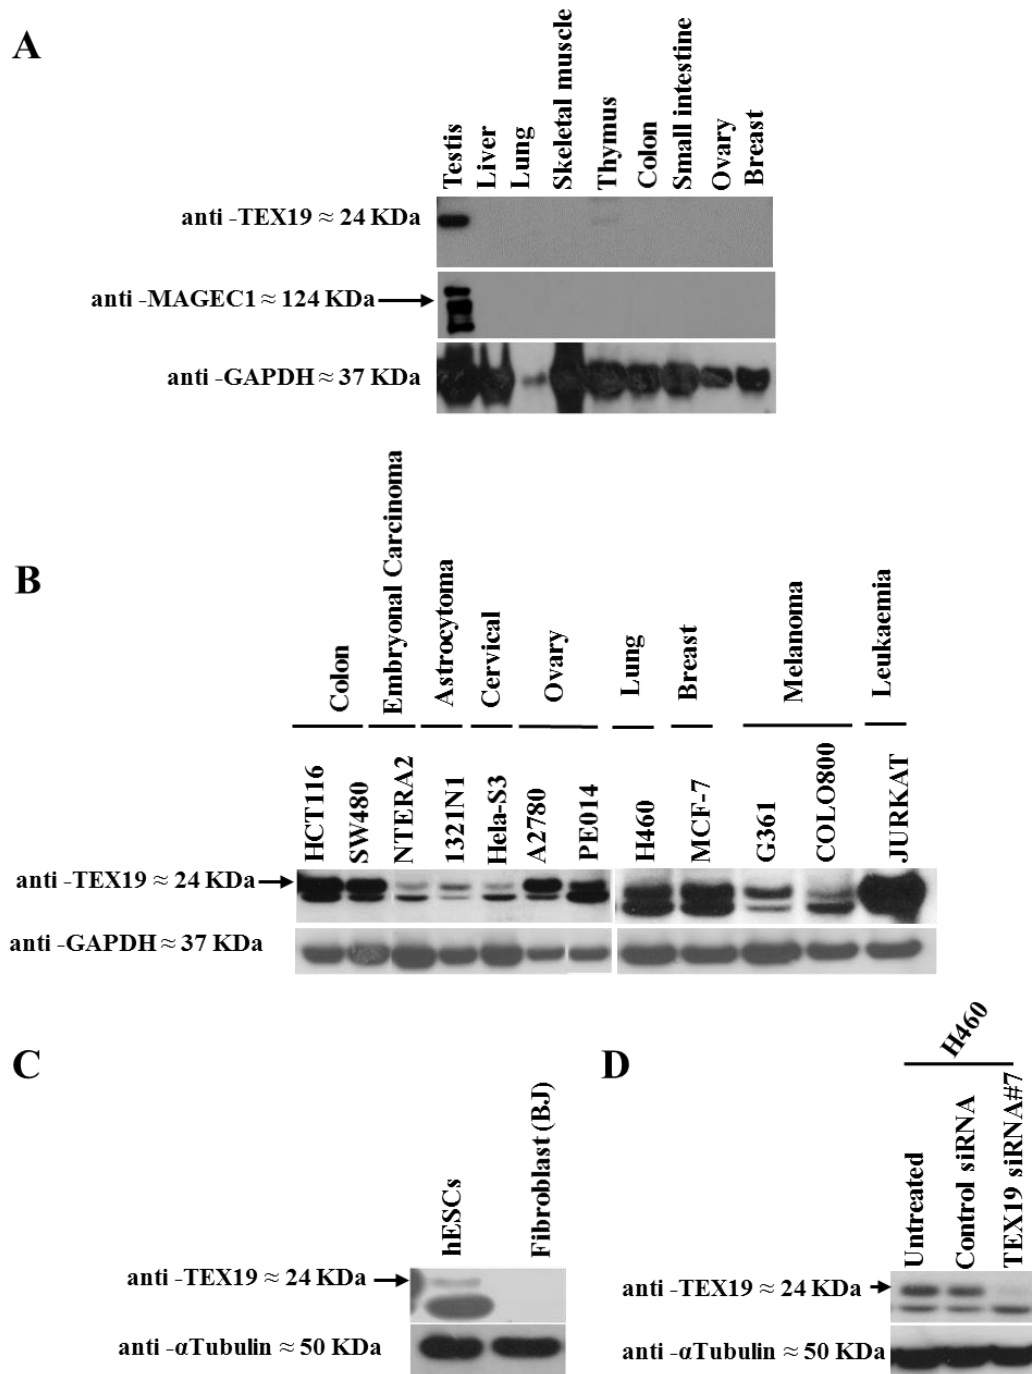 A
Testis
Liver
Lung
Skeletal muscle
Thymus
Colon
Small intestine
Ovary
Breast
anti -TEX19 ≈ 24 KDa
anti -MAGEC1 ≈ 124 KDa
anti -GAPDH ≈ 37 KDa
B
Colon
Embryonal Carcinoma
Astrocytoma
Cervical
Ovary
Lung
Breast
Melanoma
Leukaemia
HCT116
SW480
NTERA2
1321N1
Hela-S3
A2780
PE014
H460
MCF-7
G361
COLO800
JURKAT
anti -TEX19 ≈ 24 KDa
anti -GAPDH ≈ 37 KDa
C
hESCs
Fibroblast (BJ)
anti -TEX19 ≈ 24 KDa
anti -αTubulin ≈ 50 KDa
D
H460
Untreated
Control siRNA
TEX19 siRNA#7
anti -TEX19 ≈ 24 KDa
anti -αTubulin ≈ 50 KDa